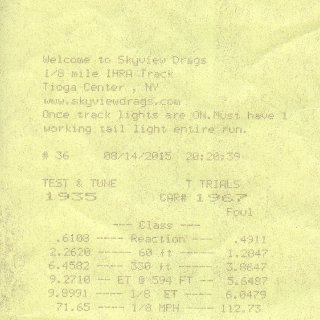 Welcome to Skyview Drags
1/8 mile IHRA Track
Tioga Center , NY
www.skyviewdrags.com
Once track lights are ON.Must have 1
working tail light entire run.
# 36 08/14/2015 20:20:39
TEST & TUNE T TRIALS
1935 CAR# 1967
Foul
--- Class ---
.6108 --- Reaction --- .4911
2.2620 ---- 60 ft ---- 1.2847
6.4582 --- 330 ft --- 3.8647
9.2710 -- ET @ 594 FT -- 5.6487
9.8991 ---- 1/8 ET ---- 6.0479
71.65 --- 1/8 MPH --- 112.73